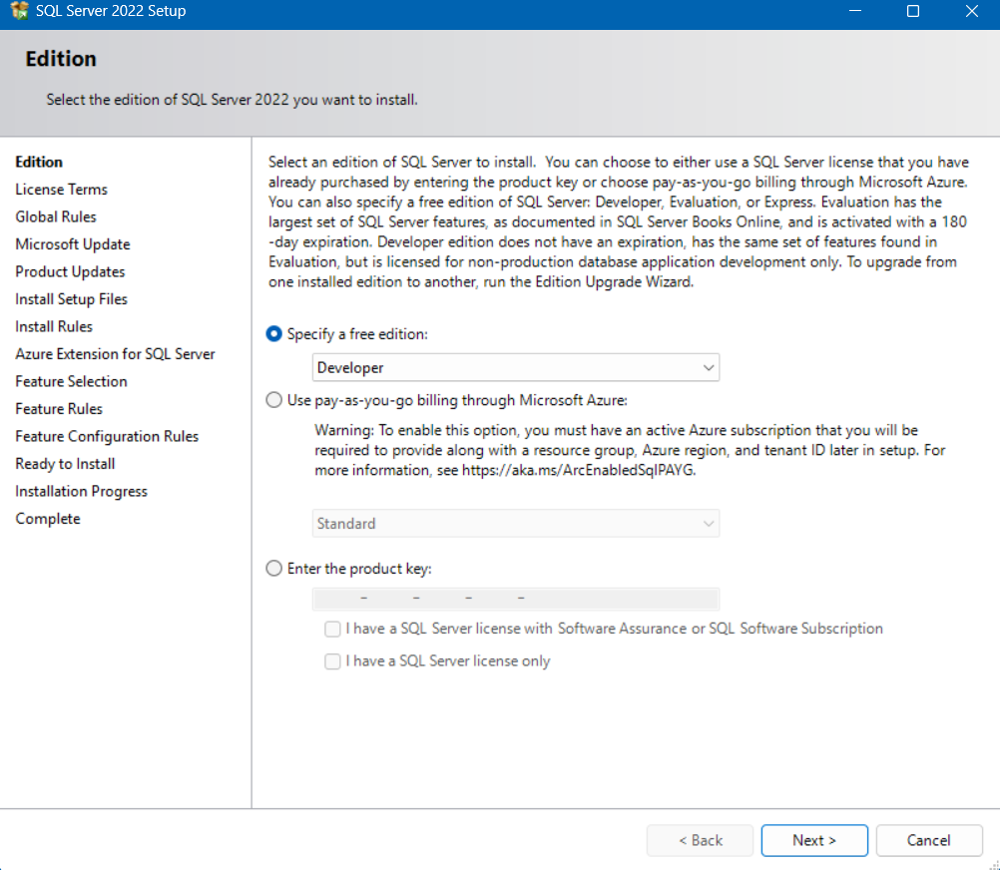 SQL Server 2022 Setup
Edition
Select the edition of SQL Server 2022 you want to install.
Edition
License Terms
Global Rules
Microsoft Update
Product Updates
Install Setup Files
Install Rules
Azure Extension for SQL Server
Feature Selection
Feature Rules
Feature Configuration Rules
Ready to Install
Installation Progress
Complete
Select an edition of SQL Server to install.  You can choose to either use a SQL Server license that you have
already purchased by entering the product key or choose pay-as-you-go billing through Microsoft Azure.
You can also specify a free edition of SQL Server: Developer, Evaluation, or Express. Evaluation has the
largest set of SQL Server features, as documented in SQL Server Books Online, and is activated with a 180
-day expiration. Developer edition does not have an expiration, has the same set of features found in
Evaluation, but is licensed for non-production database application development only. To upgrade from
one installed edition to another, run the Edition Upgrade Wizard.
Specify a free edition:
Developer
Use pay-as-you-go billing through Microsoft Azure:
Warning: To enable this option, you must have an active Azure subscription that you will be
required to provide along with a resource group, Azure region, and tenant ID later in setup. For
more information, see https://aka.ms/ArcEnabledSqlPAYG.
Standard
Enter the product key:
– – – –
I have a SQL Server license with Software Assurance or SQL Software Subscription
I have a SQL Server license only
< Back
Next >
Cancel